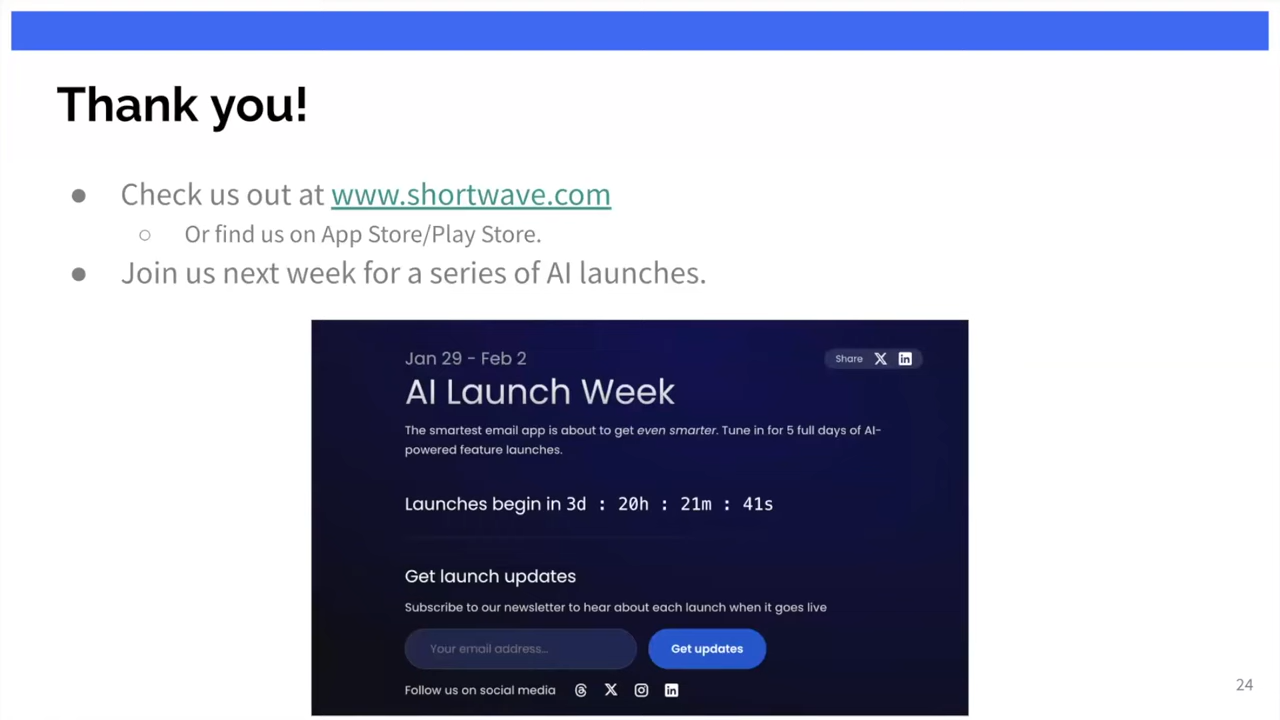 Thank you!
● Check us out at www.shortwave.com
○ Or find us on App Store/Play Store.
● Join us next week for a series of AI launches.
Jan 29 - Feb 2
Share
AI Launch Week
The smartest email app is about to get even smarter. Tune in for 5 full days of AI-
powered feature launches.
Launches begin in 3d : 20h : 21m : 41s
Get launch updates
Subscribe to our newsletter to hear about each launch when it goes live
Your email address...
Get updates
Follow us on social media
24